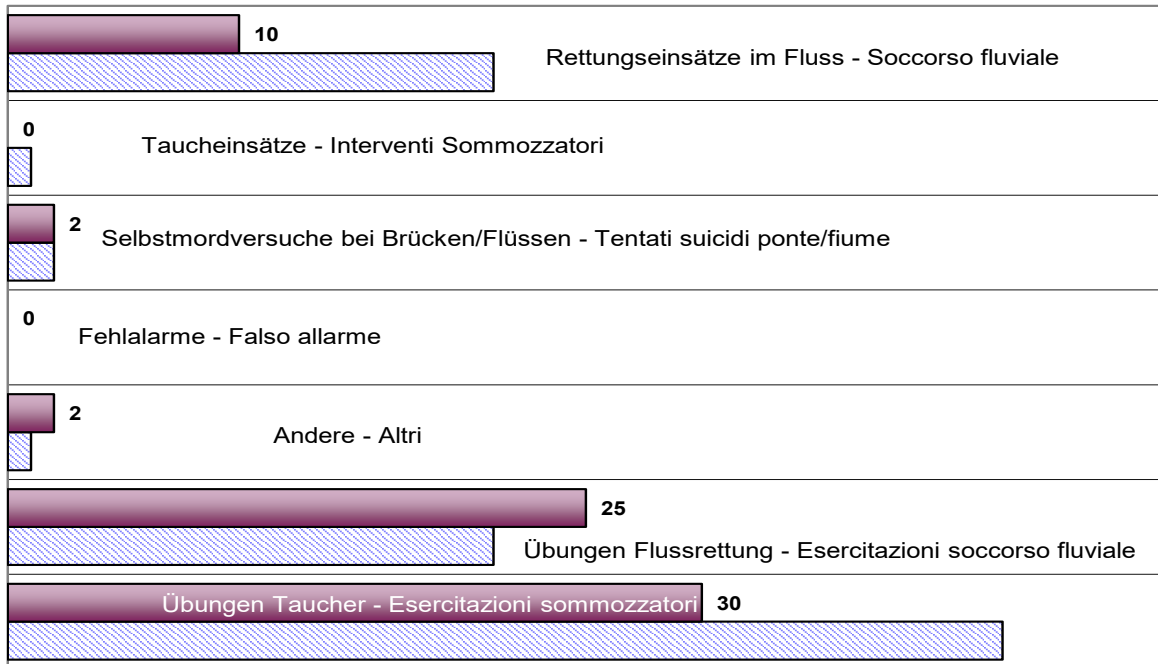 10
Rettungseinsätze im Fluss - Soccorso fluviale
0
Taucheinsätze - Interventi Sommozzatori
2
Selbstmordversuche bei Brücken/Flüssen - Tentati suicidi ponte/fiume
0
Fehlalarme - Falso allarme
2
Andere - Altri
25
Übungen Flussrettung - Esercitazioni soccorso fluviale
Übungen Taucher - Esercitazioni sommozzatori 30